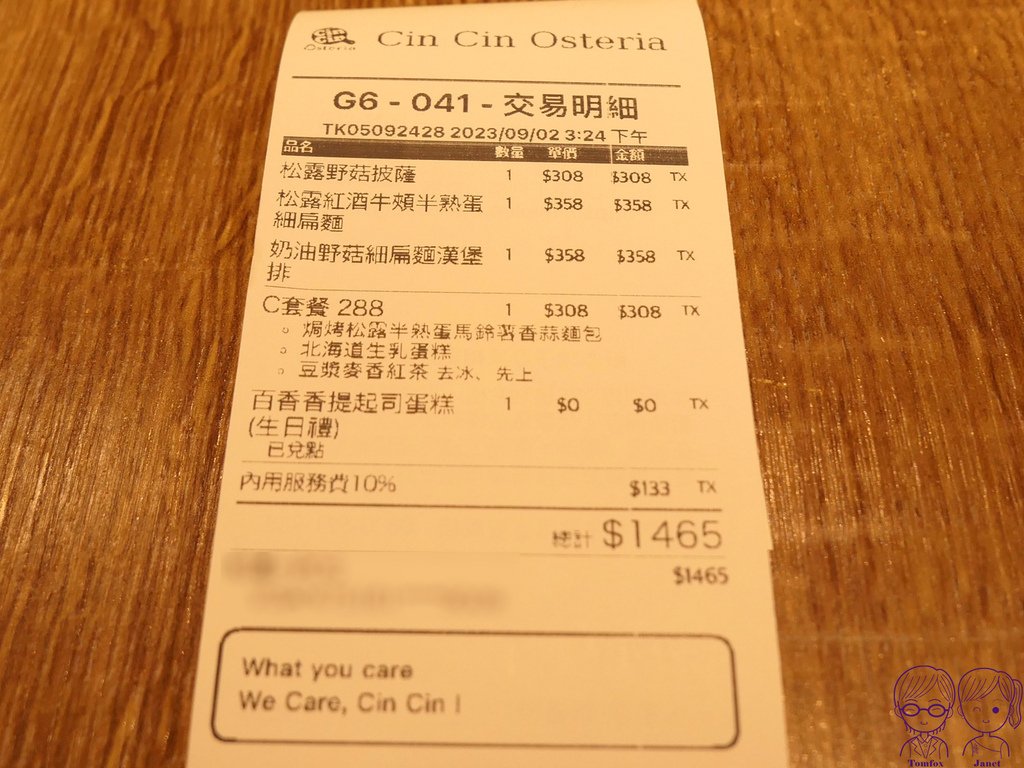 Osteria
Cin Cin Osteria
G6 - 041 - 交易明細
TK05092428 2023/09/02 3:24 下午
品名 數量 單價 金額
松露野菇披薩 1 $308 $308 TX
松露紅酒牛頰半熟蛋 1 $358 $358 TX
細扁麵
奶油野菇細扁麵漢堡 1 $358 $358 TX
排
C套餐 288 1 $308 $308 TX
焗烤松露半熟蛋馬鈴薯香蒜麵包
北海道生乳蛋糕
豆漿麥香紅茶 去冰、先上
百香香提起司蛋糕 1 $0 $0 TX
(生日禮)
已兌點
內用服務費10% $133 TX
總計 $1465
$1465
What you care
We Care, Cin Cin !
Tomfox Janet